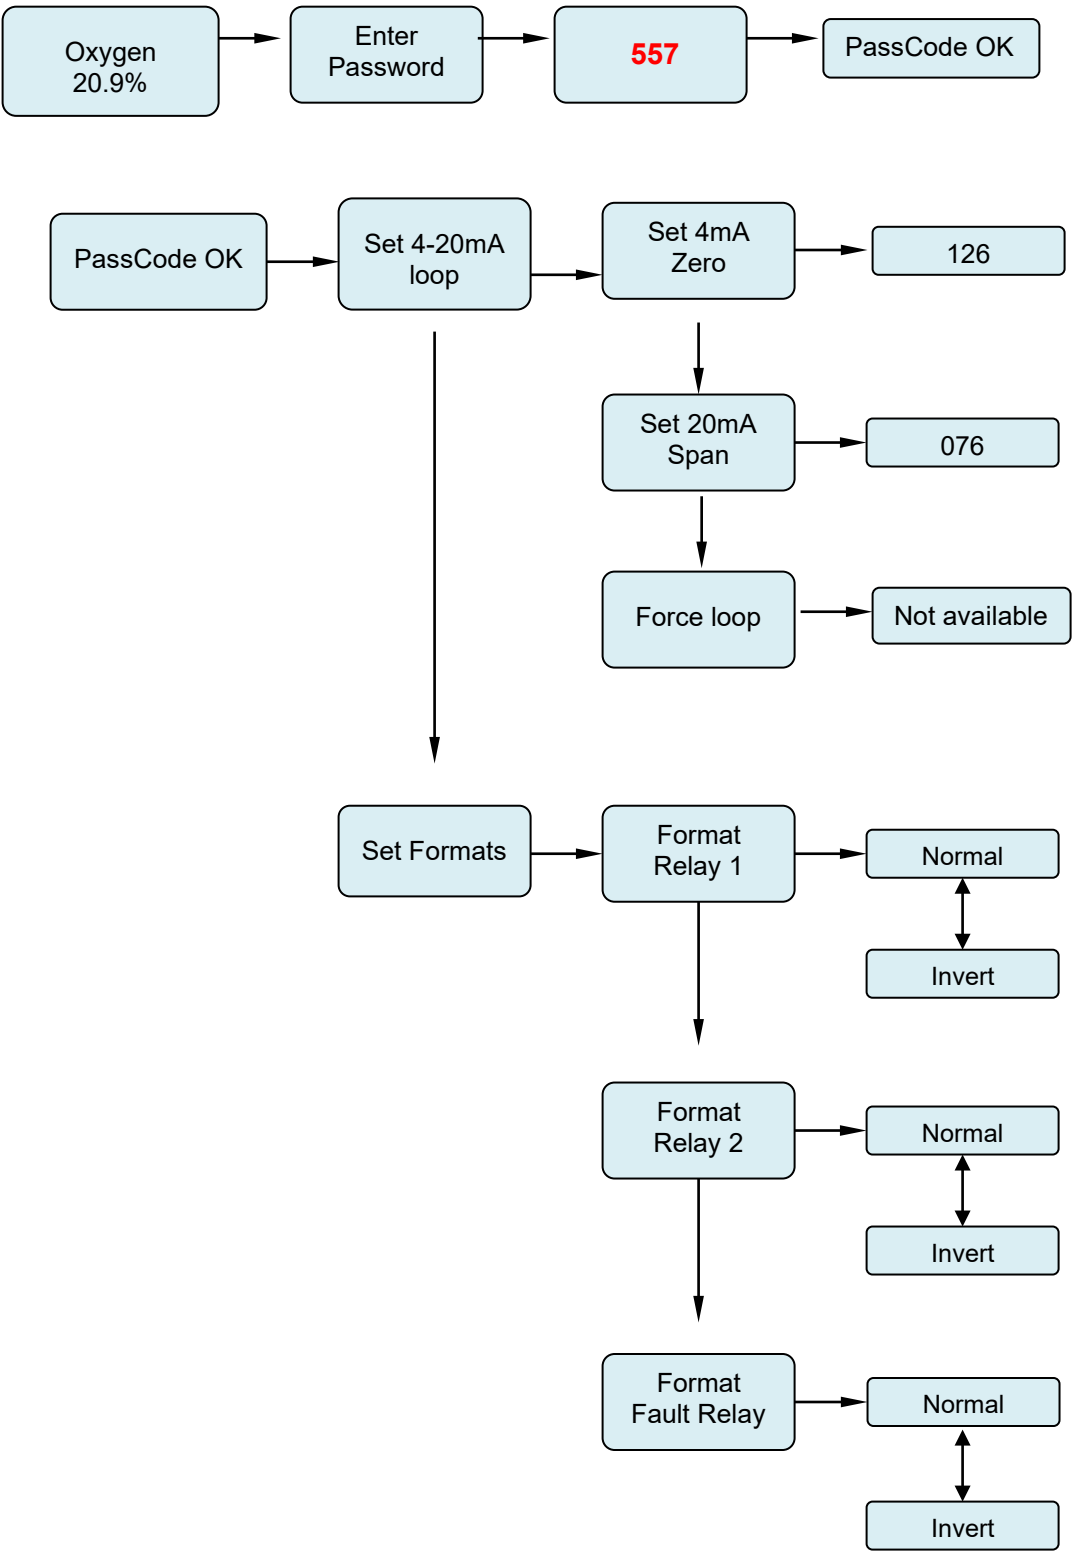 Oxygen
20.9%
Enter
Password
557
PassCode OK
PassCode OK
Set 4-20mA
loop
Set 4mA
Zero
126
Set 20mA
Span
076
Force loop
Not available
Set Formats
Format
Relay 1
Normal
Invert
Format
Relay 2
Normal
Invert
Format
Fault Relay
Normal
Invert